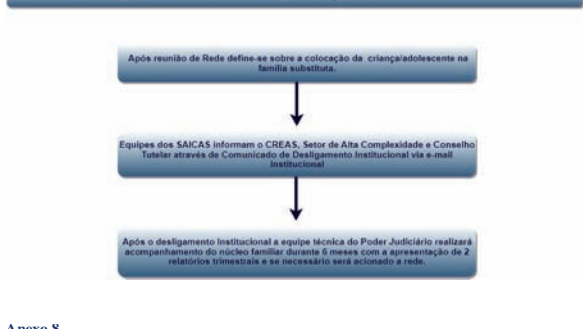 Após reunião de Rede define-se sobre a colocação da criança/adolescente na
família substituta.
Equipes dos SAICAS informam o CREAS, Setor de Alta Complexidade e Conselho
Tutelar através de Comunicado de Desligamento Institucional via e-mail
institucional
Após o desligamento Institucional a equipe técnica do Poder Judiciário realizará
acompanhamento do núcleo familiar durante 6 meses com a apresentação de 2
relatórios trimestrais e se necessário será acionado a rede.
Anexo 8